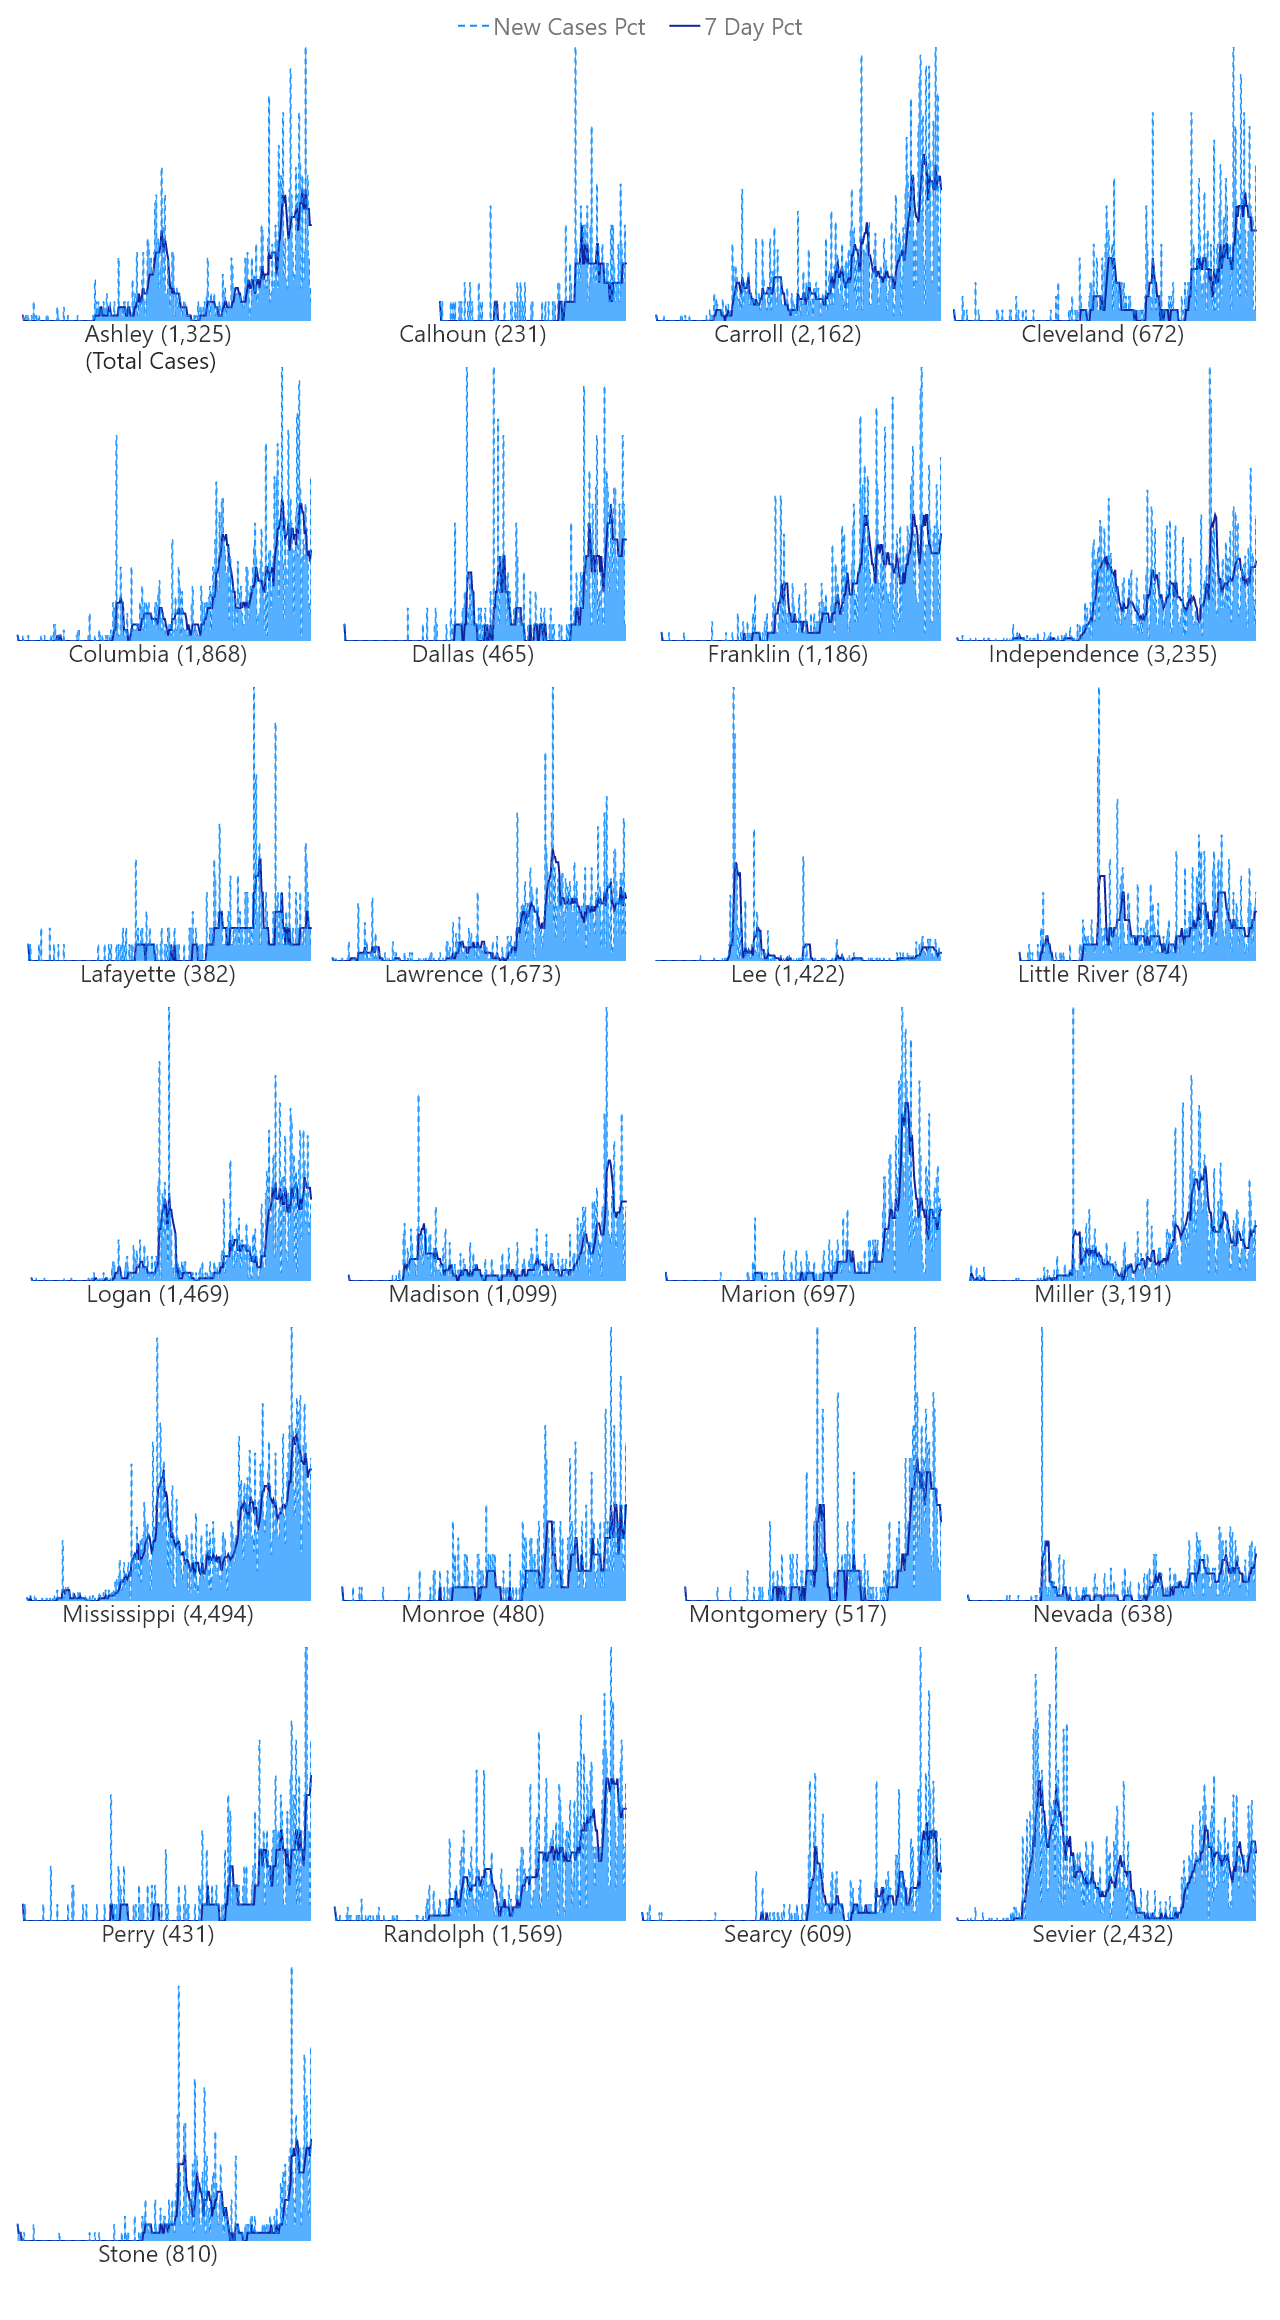 New Cases Pct 7 Day Pct
Ashley (1,325) Calhoun (231) Carroll (2,162) Cleveland (672)
(Total Cases)
Columbia (1,868) Dallas (465) Franklin (1,186) Independence (3,235)
Lafayette (382) Lawrence (1,673) Lee (1,422) Little River (874)
Logan (1,469) Madison (1,099) Marion (697) Miller (3,191)
Mississippi (4,494) Monroe (480) Montgomery (517) Nevada (638)
Perry (431) Randolph (1,569) Searcy (609) Sevier (2,432)
Stone (810)